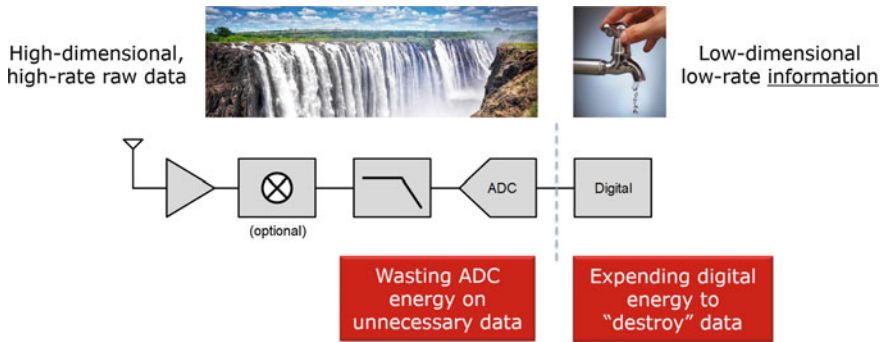 High-dimensional,
high-rate raw data
Low-dimensional
low-rate information
ADC
Digital
(optional)
Wasting ADC
energy on
unnecessary data
Expending digital
energy to
“destroy” data